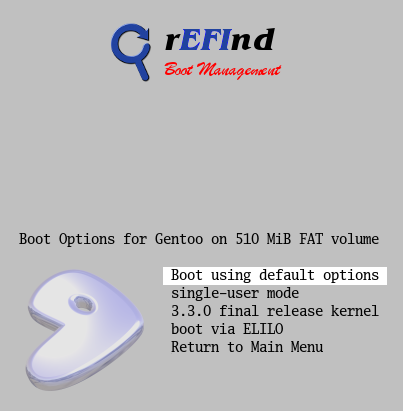 rEFInd
Boot Management
Boot Options for Gentoo on 510 MiB FAT volume
Boot using default options
single-user mode
3.3.0 final release kernel
boot via ELILO
Return to Main Menu